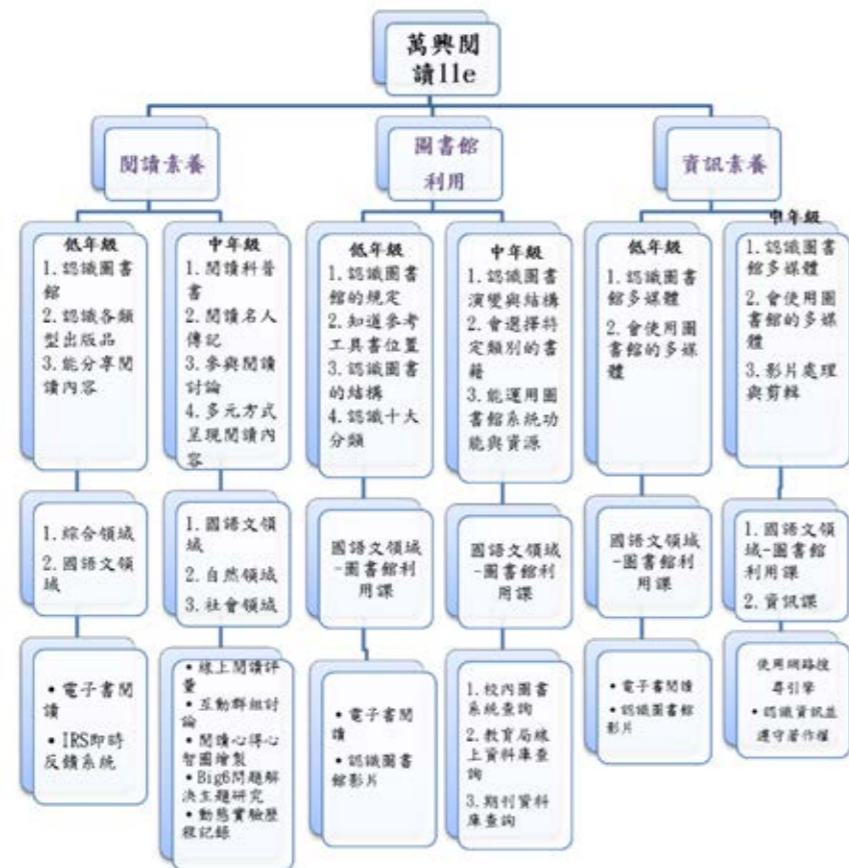 萬興閱
讀11e
閱讀素養
圖書館
利用
資訊素養
低年級
1.認識圖書
館
2.認識各類
型出版品
3.能分享閱
讀內容
中年級
1.閱讀科普
書
2.閱讀名人
傳記
3.參與閱讀
討論
4.多元方式
呈現閱讀內
容
低年級
1.認識圖書
館的規定
2.知道參考
工具書位置
3.認識圖書
的結構
4.認識十大
分類
中年級
1.認識圖書
演變與結構
2.會選擇特
定類別的書
籍
3.能運用圖
書館系統功
能與資源
低年級
1.認識圖書
館多媒體
2.會使用圖
書館的多媒
體
中年級
1.認識圖書
館多媒體
2.會使用圖
書館的多媒
體
3.影片處理
與剪輯
1.綜合領域
2.國語文領
域
1.國語文領
域
2.自然領域
3.社會領域
國語文領域
-圖書館利
用課
國語文領域
-圖書館利
用課
國語文領域
-圖書館利
用課
1.國語文領
域-圖書館
利用課
2.資訊課
•電子書閱
讀
•IRS即時
反饋系統
•線上閱讀評
量
•互動群組討
論
•閱讀心得心
智圖繪製
•Big6問題解
決主題研究
•動態實驗歷
程記錄
•電子書閱
讀
•認識圖書
館影片
1.校內圖書
系統查詢
2.教育局線
上資料庫查
詢
3.期刊資料
庫查詢
•電子書閱讀
•認識圖書館
影片
使用網路搜
尋引擎
•認識資訊並
遵守著作權